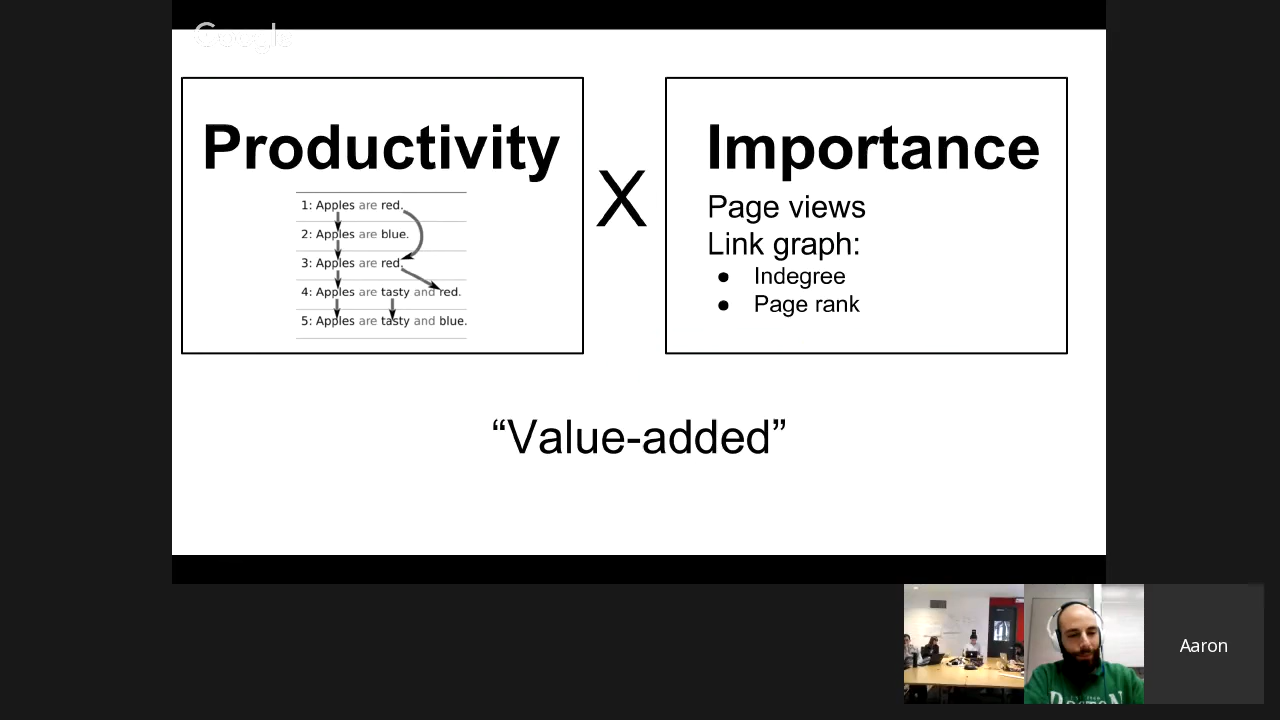 Google
Productivity
1: Apples are red.
2: Apples are blue.
3: Apples are red.
4: Apples are tasty and red.
5: Apples are tasty and blue.
X
Importance
Page views
Link graph:
● Indegree
● Page rank
“Value-added”
Aaron